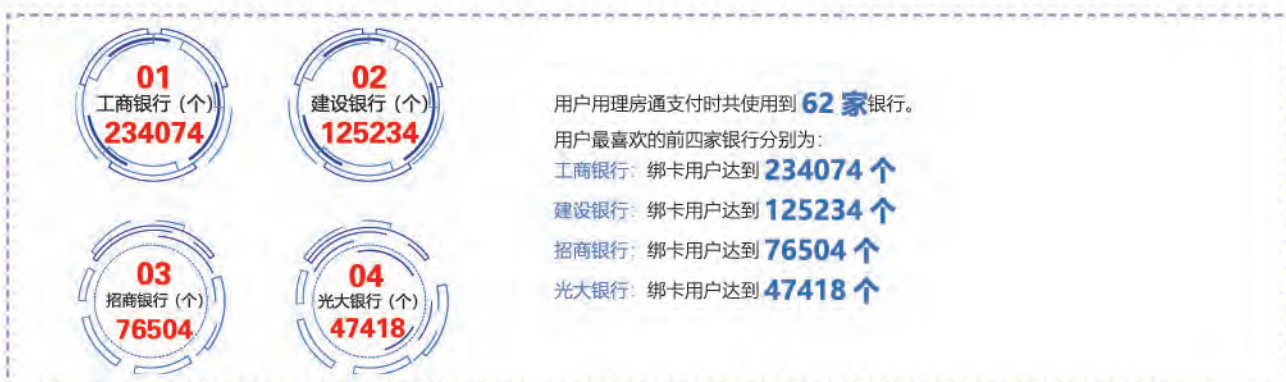 01
工商银行（个）
234074
02
建设银行（个）
125234
03
招商银行（个）
76504
04
光大银行（个）
47418
用户用理房通支付时共使用到 62 家银行。
用户最喜欢的前四家银行分别为：
工商银行：绑卡用户达到 234074 个
建设银行：绑卡用户达到 125234 个
招商银行：绑卡用户达到 76504 个
光大银行：绑卡用户达到 47418 个